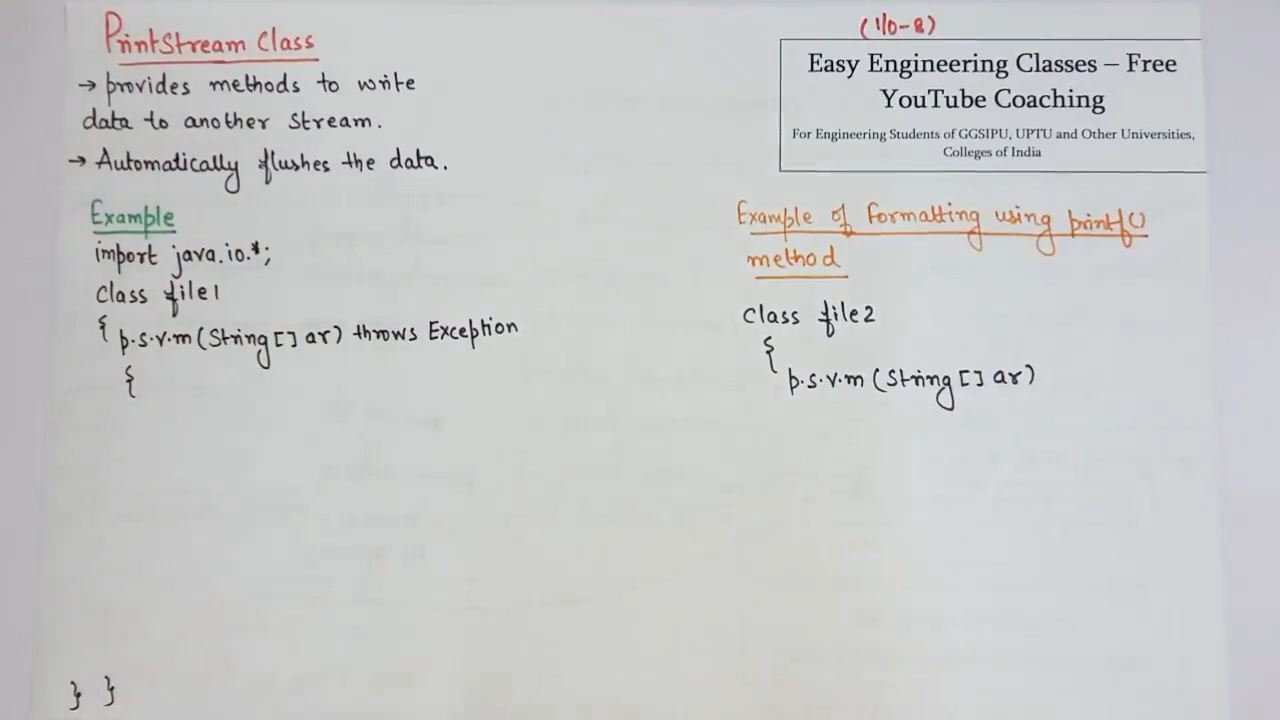 PrintStream Class
→ provides methods to write
data to another stream.
→ Automatically flushes the data.
Example
import java.io.*;
class file1
{ p.s.v.m (String [] ar) throws Exception
{
} }
(I/O-8)
Easy Engineering Classes – Free
YouTube Coaching
For Engineering Students of GGSIPU, UPTU and Other Universities,
Colleges of India
Example of Formatting using printf()
method
class file2
{
p.s.v.m (String [] ar)